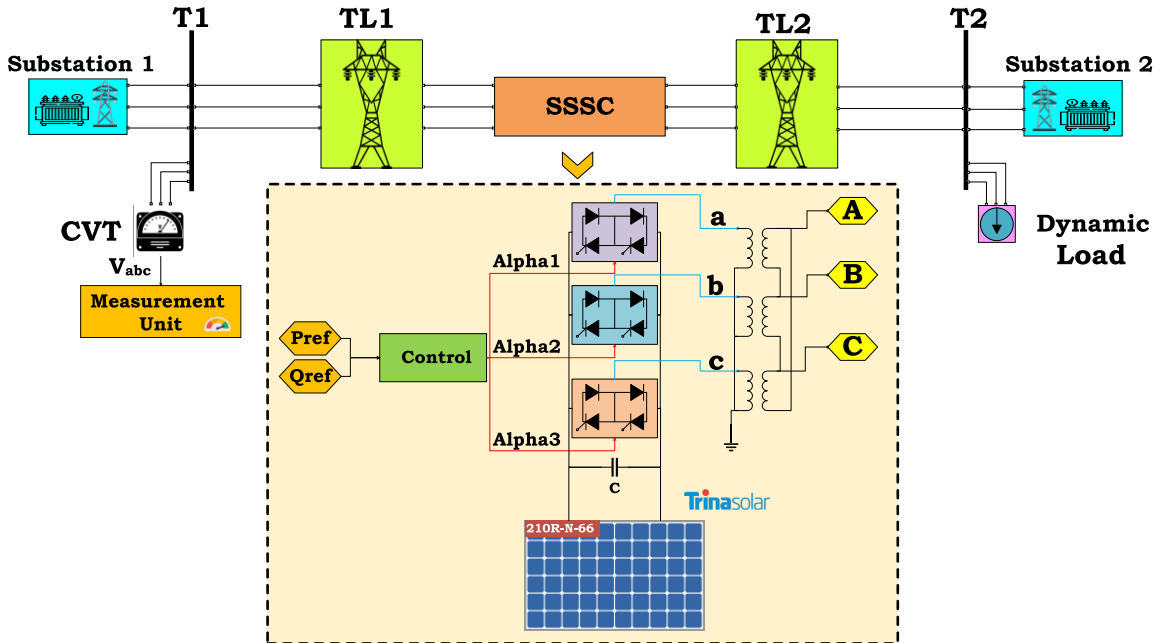 T1
TL1
TL2
T2
Substation 1
Substation 2
SSSC
CVT
Vabc
Measurement
Unit
Dynamic
Load
Pref
Qref
Control
Alpha1
Alpha2
Alpha3
a
b
c
A
B
C
C
Trinasolar
210R-N-66